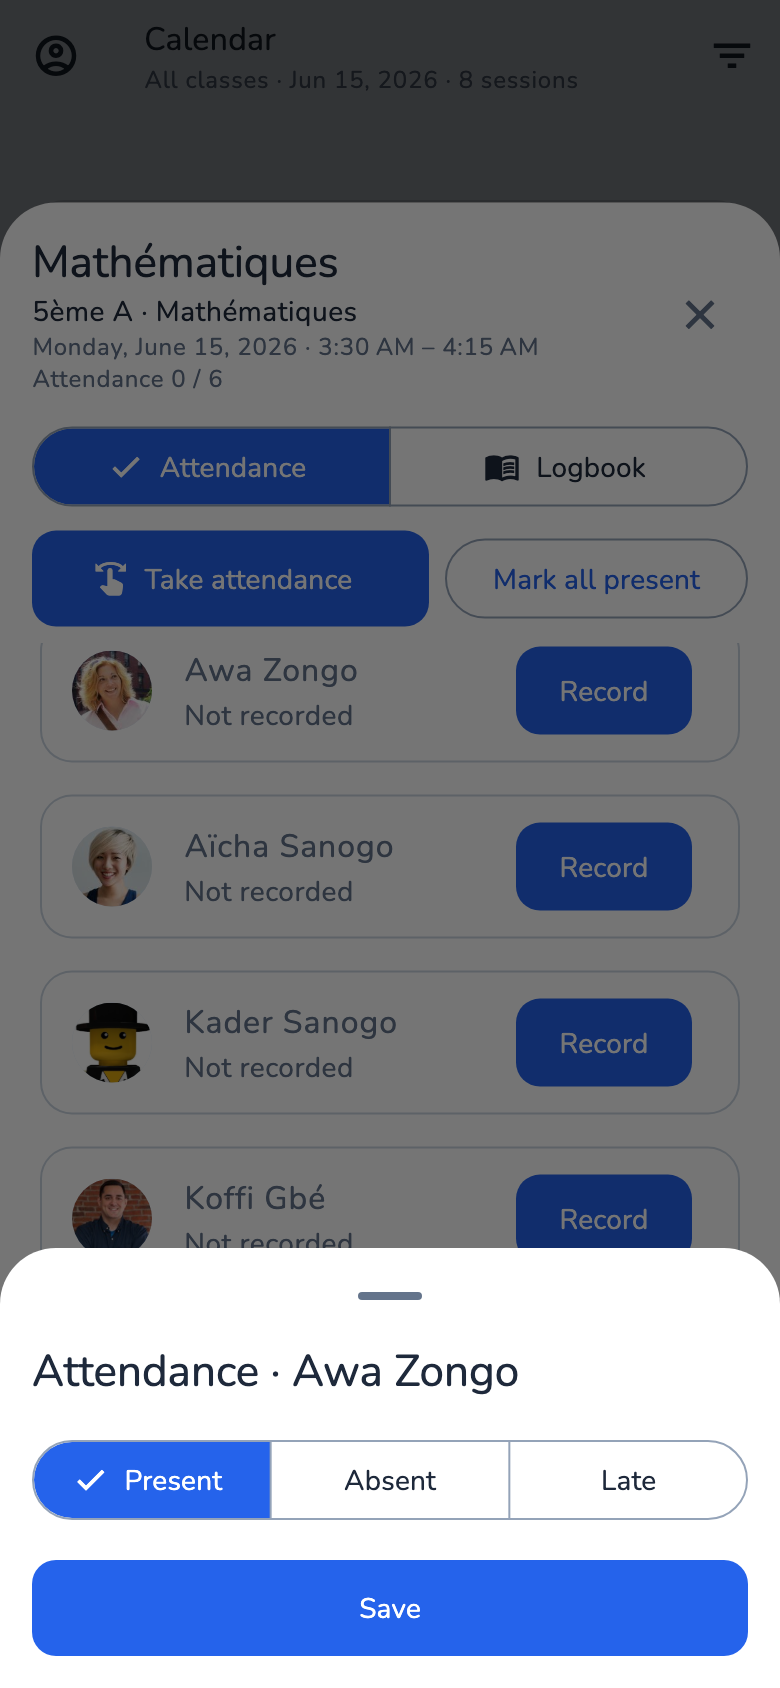 Calendar
All classes · Jun 15, 2026 · 8 sessions
Mathématiques
5ème A · Mathématiques
Monday, June 15, 2026 · 3:30 AM – 4:15 AM
Attendance 0 / 6
Attendance
Logbook
Take attendance
Mark all present
Awa Zongo
Not recorded
Record
Aïcha Sanogo
Not recorded
Record
Kader Sanogo
Not recorded
Record
Koffi Gbé
Not recorded
Record
Attendance · Awa Zongo
Present
Absent
Late
Save